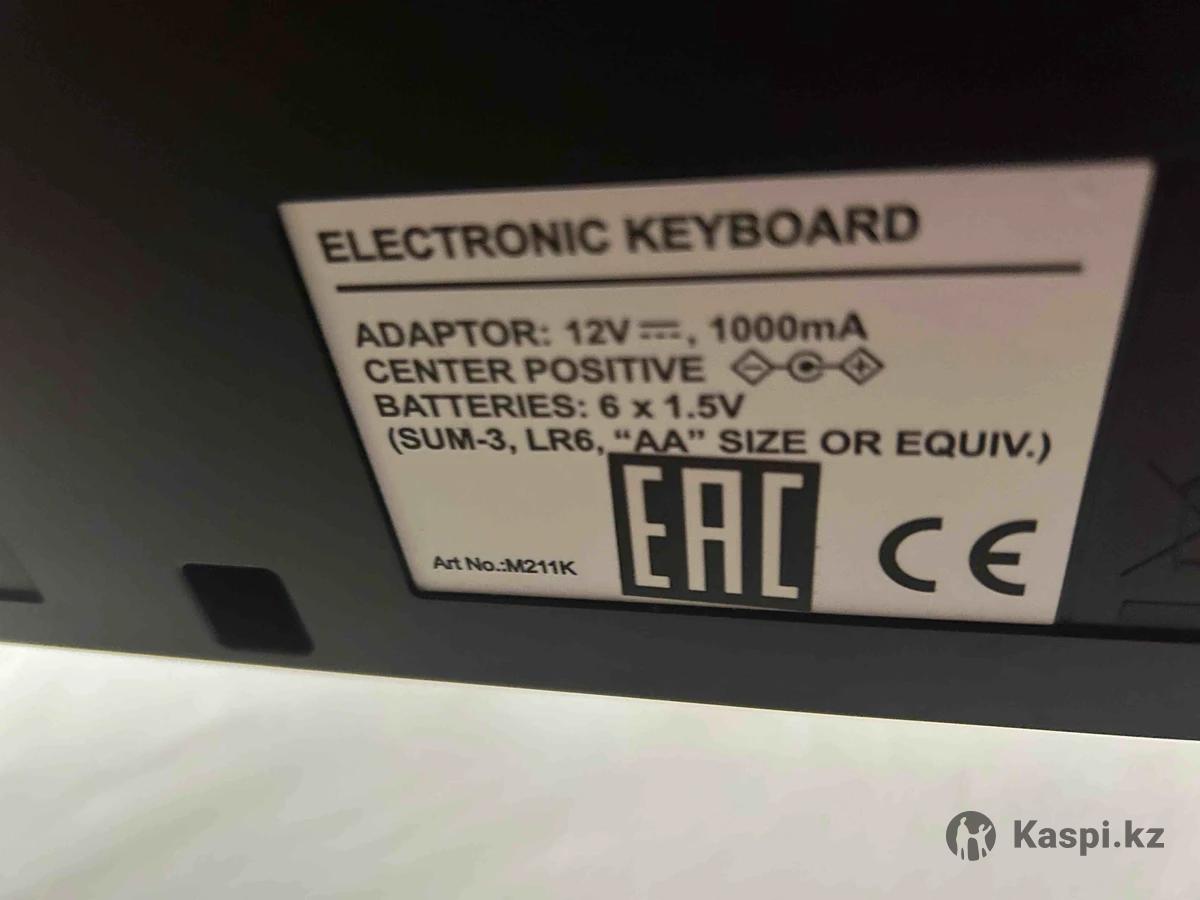 ELECTRONIC KEYBOARD
ADAPTOR: 12V ⎓, 1000mA
CENTER POSITIVE
BATTERIES: 6 x 1.5V
(SUM-3, LR6, “AA” SIZE OR EQUIV.)
Art No.:M211K
EAC
CE
Kaspi.kz